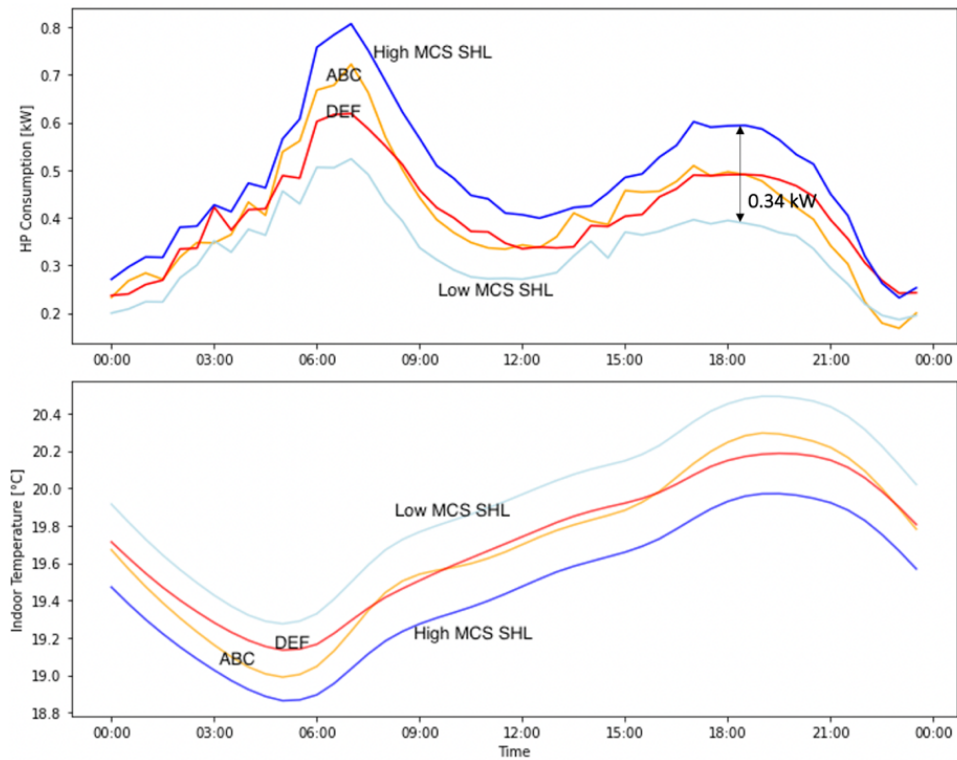 0.8
0.7
0.6
0.5
0.4
0.3
0.2
HP Consumption [kW]
High MCS SHL
ABC
DEF
0.34 kW
Low MCS SHL
00:00 03:00 06:00 09:00 12:00 15:00 18:00 21:00 00:00
20.4
20.2
20.0
19.8
19.6
19.4
19.2
19.0
18.8
Indoor Temperature [°C]
Low MCS SHL
High MCS SHL
DEF
ABC
00:00 03:00 06:00 09:00 12:00 15:00 18:00 21:00 00:00
Time